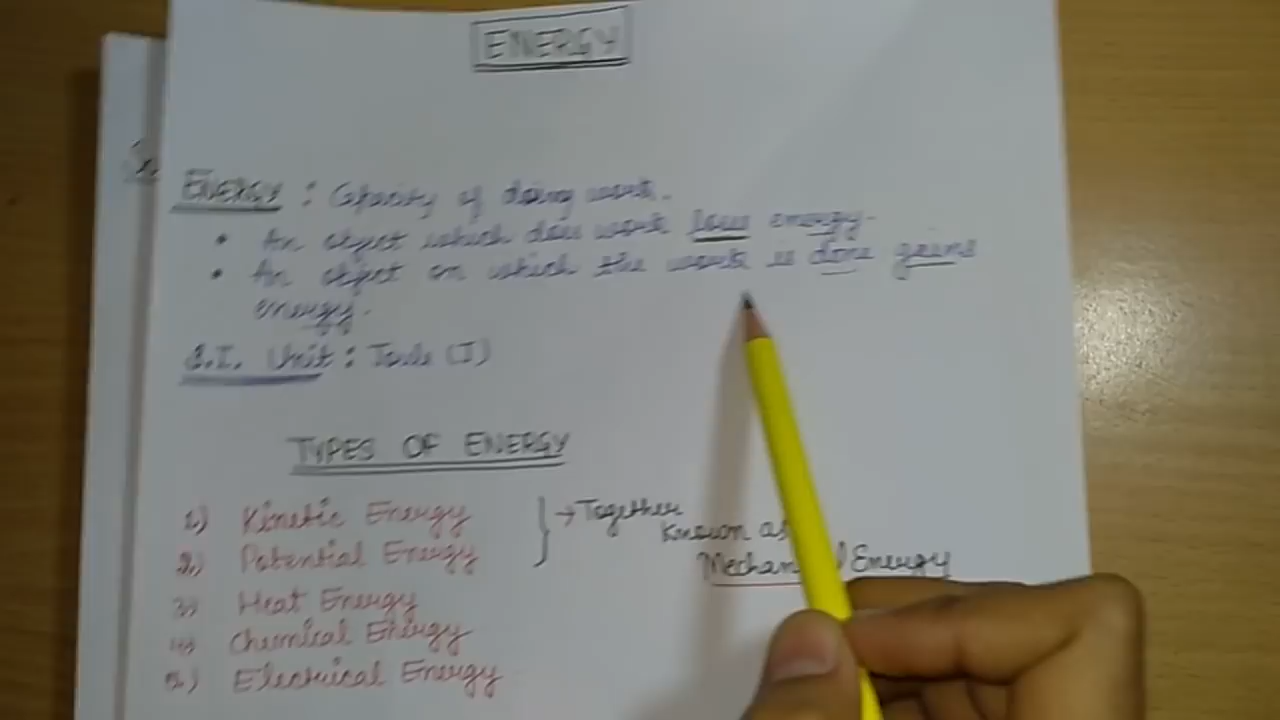 ENERGY
ENERGY : Capacity of doing work.
• An object which does work loses energy.
• An object on which the work is done gains
energy.
S.I. Unit : Joule (J)
TYPES OF ENERGY
1) Kinetic Energy
2) Potential Energy
} → Together
known as
Energy
3) Heat Energy
4) Chemical Energy
5) Electrical Energy